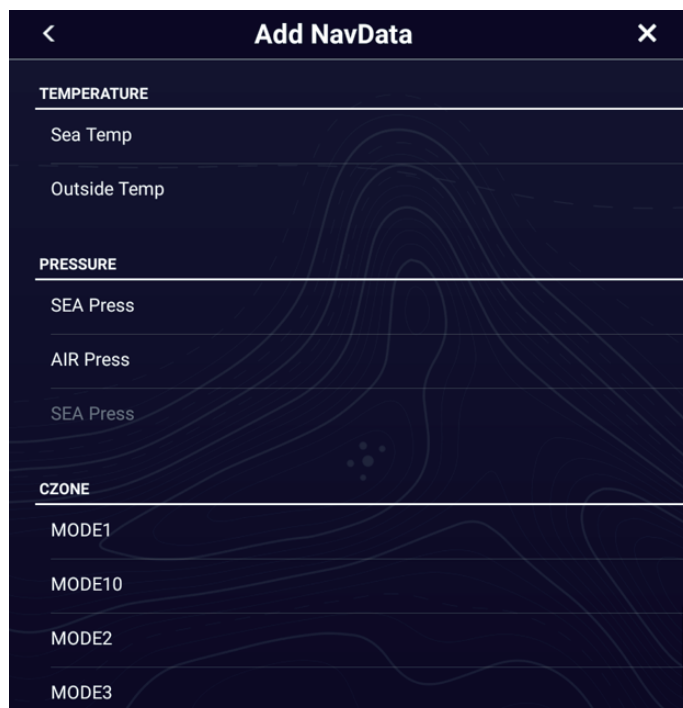 Add NavData
TEMPERATURE
Sea Temp
Outside Temp
PRESSURE
SEA Press
AIR Press
SEA Press
CZONE
MODE1
MODE10
MODE2
MODE3